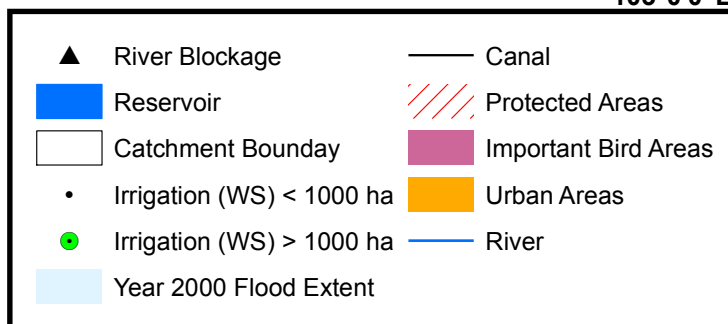 River Blockage
Reservoir
Catchment Bounday
Irrigation (WS) < 1000 ha
Irrigation (WS) > 1000 ha
Year 2000 Flood Extent
Canal
Protected Areas
Important Bird Areas
Urban Areas
River